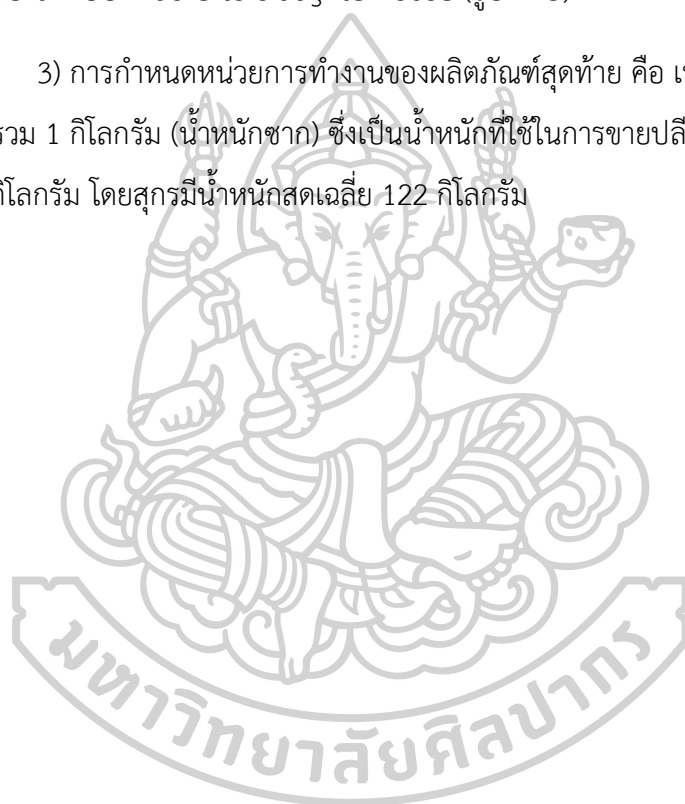 3) การกำหนดหน่วยการทำงานของผลิตภัณฑ์สุดท้าย คือ
รวม 1 กิโลกรัม (น้ำหนักซาก) ซึ่งเป็นน้ำหนักที่ใช้ในการขาย
กิโลกรัม โดยสุกรมีน้ำหนักสดเฉลี่ย 122 กิโลกรัม
มหาวิทยาลัยศิลปากร